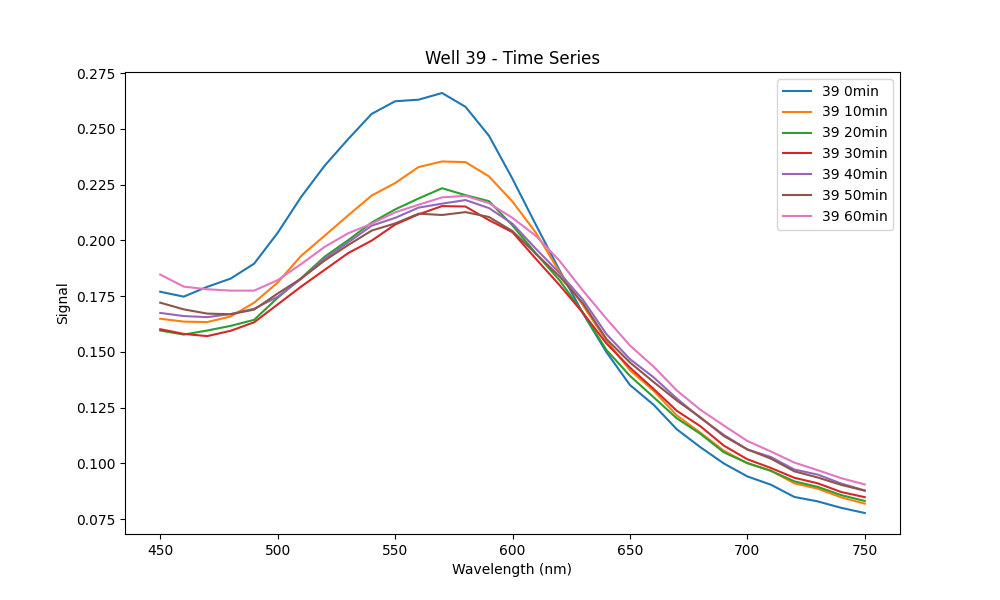 Well 39 - Time Series
0.275
0.250
0.225
0.200
0.175
0.150
0.125
0.100
0.075
Signal
450
500
550
600
650
700
750
Wavelength (nm)
39 0min
39 10min
39 20min
39 30min
39 40min
39 50min
39 60min